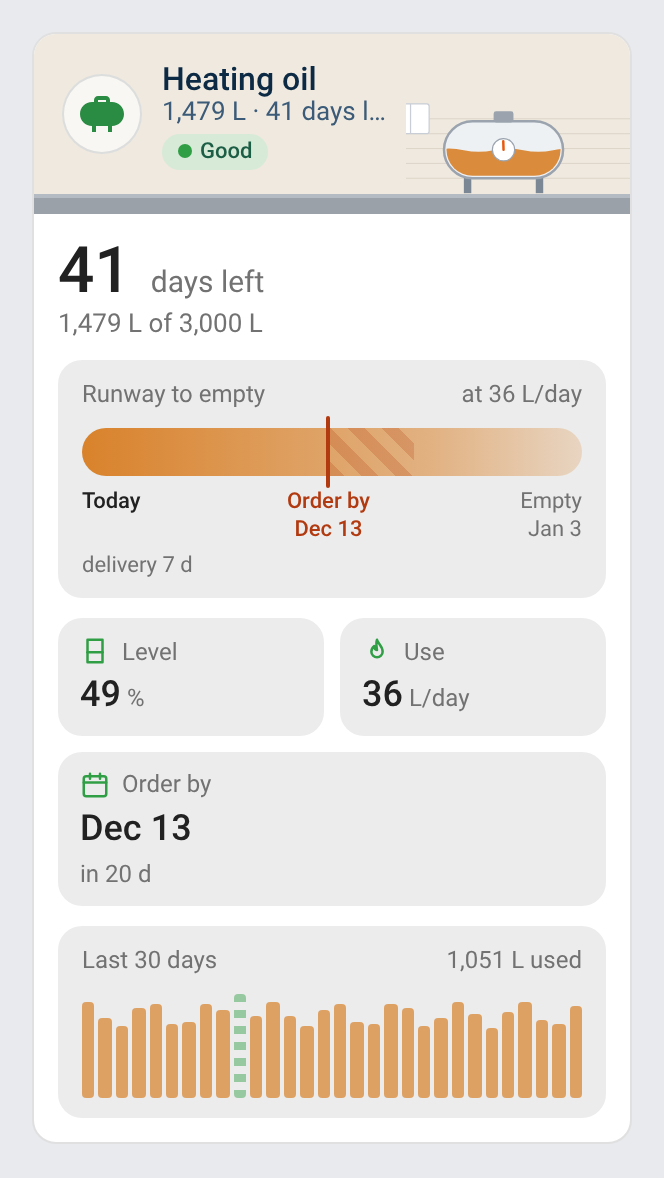 Heating oil
1,479 L · 41 days l...
Good
41 days left
1,479 L of 3,000 L
Runway to empty
at 36 L/day
Today
Order by
Dec 13
Empty
Jan 3
delivery 7 d
Level
49 %
Use
36 L/day
Order by
Dec 13
in 20 d
Last 30 days
1,051 L used